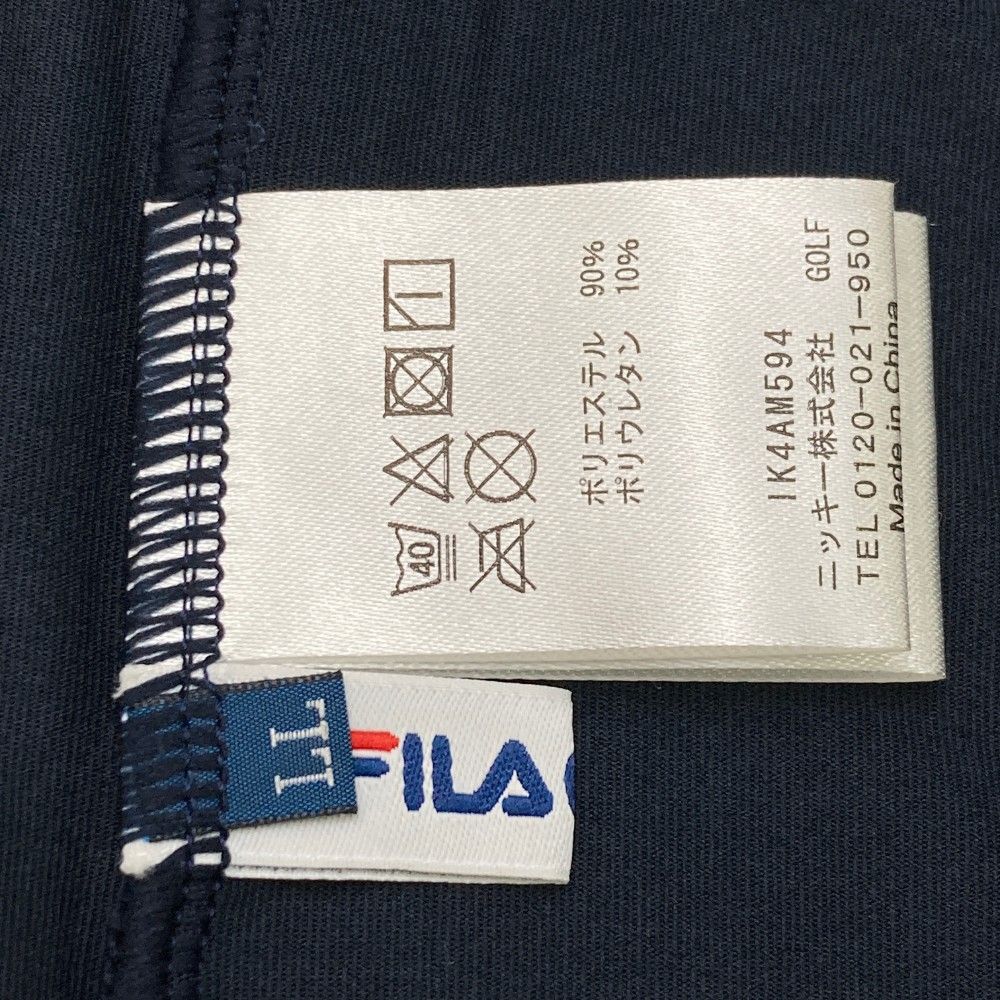 40
ポリエステル 90%
ポリウレタン 10%
IK4AM594
ニッキー株式会社 GOLF
TEL 0120-021-950
Made in China
LL
FILA